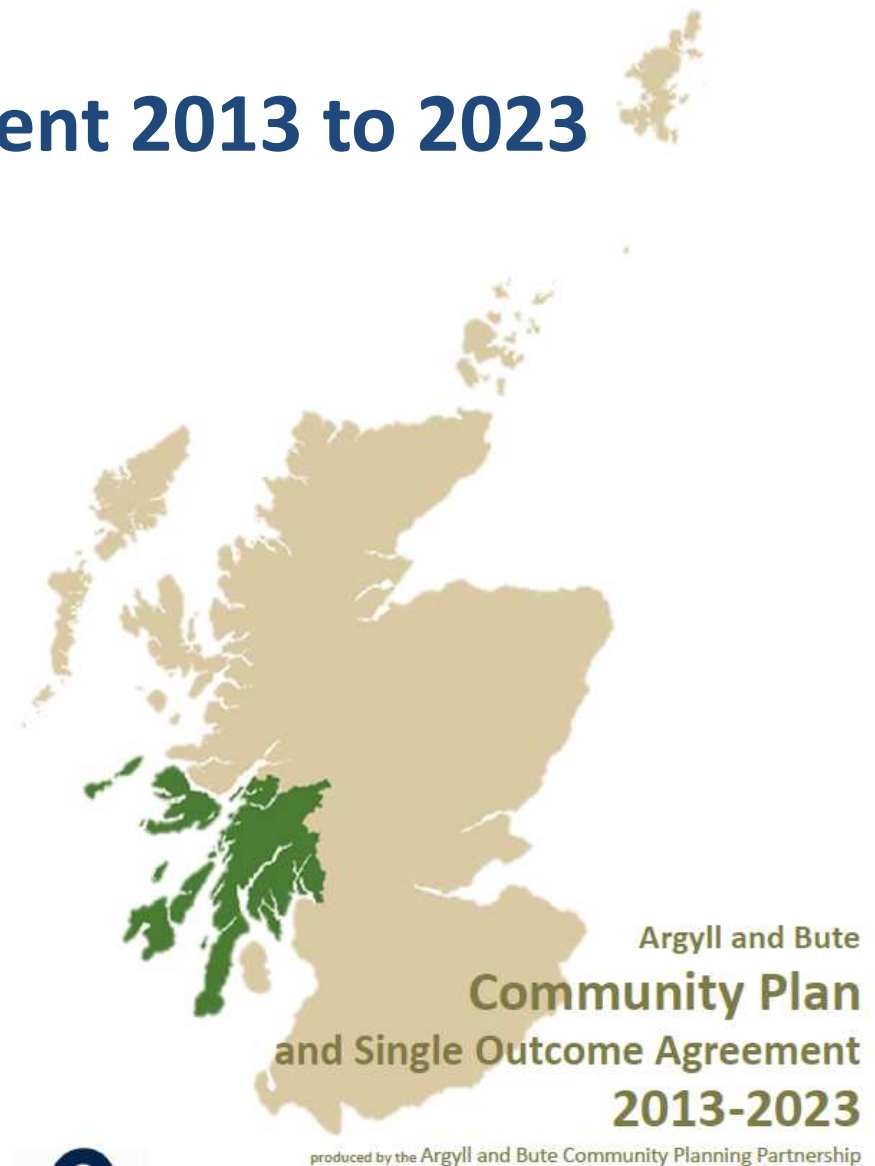 ent 2013 to 2023
Argyll and Bute
Community Plan
and Single Outcome Agreement
2013-2023
produced by the Argyll and Bute Community Planning Partnership